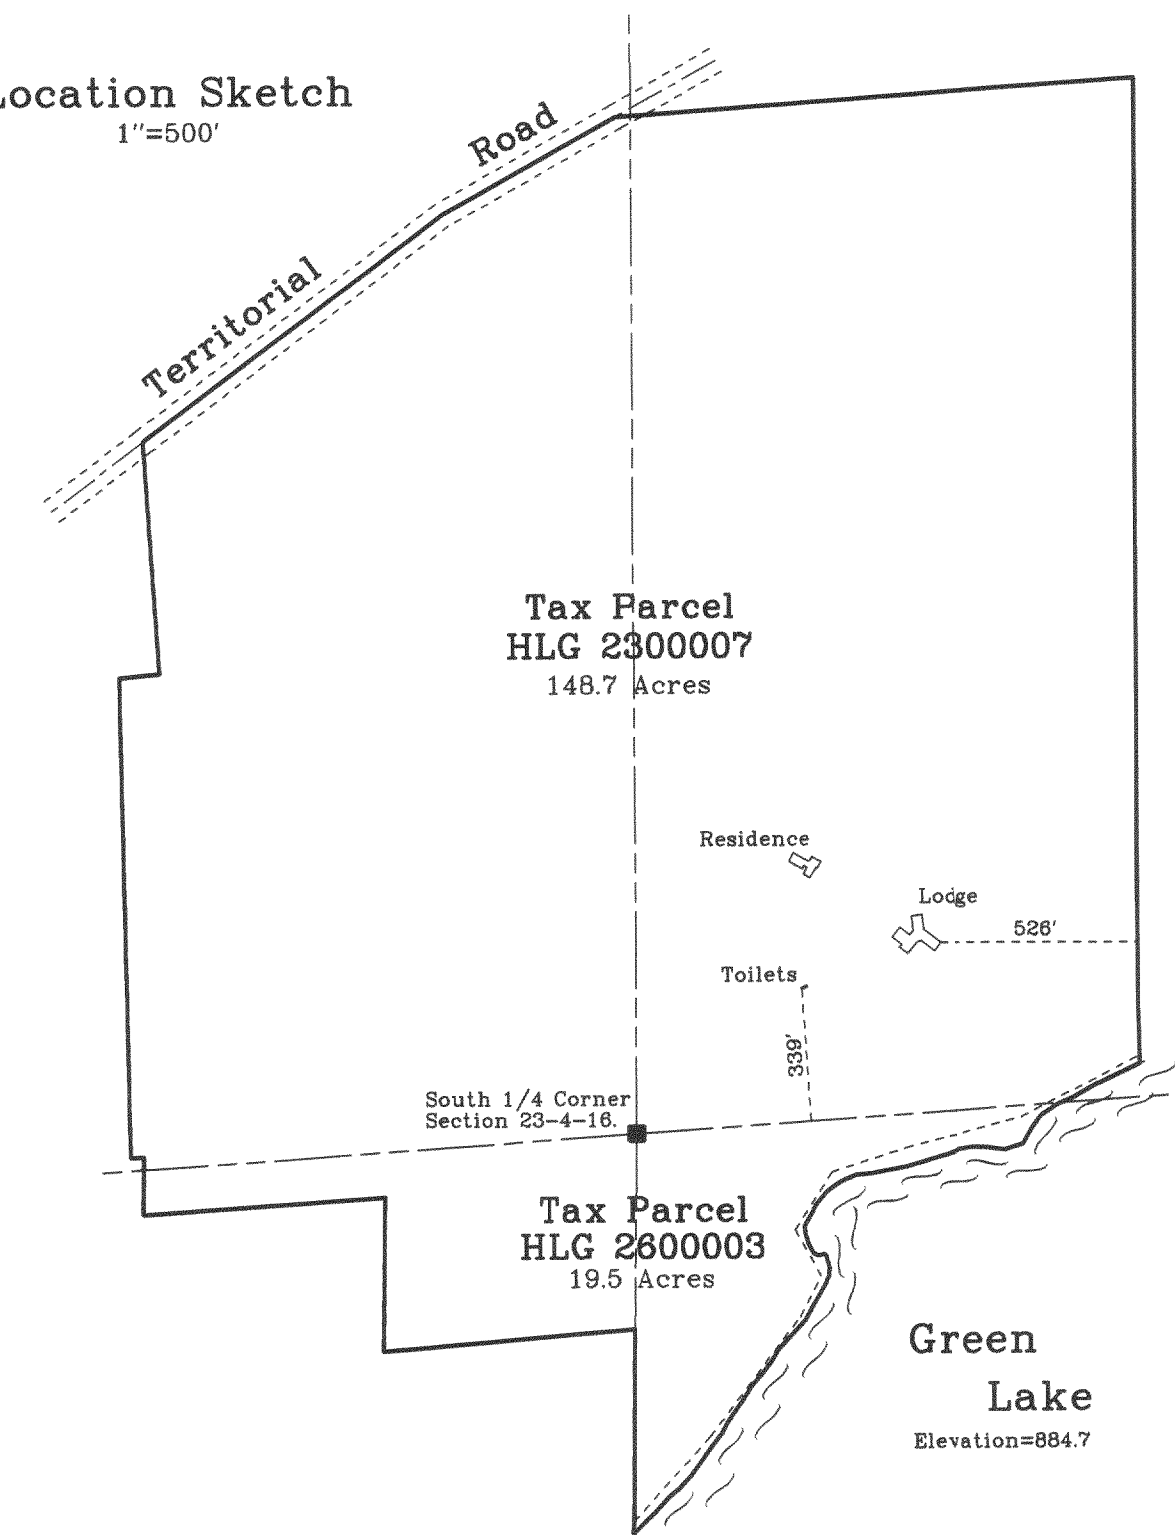 Location Sketch
1"=500'
Territorial Road
Tax Parcel
HLG 2300007
148.7 Acres
Residence
Lodge
526'
Toilets
339'
South 1/4 Corner
Section 23-4-16.
Tax Parcel
HLG 2600003
19.5 Acres
Green
Lake
Elevation=884.7